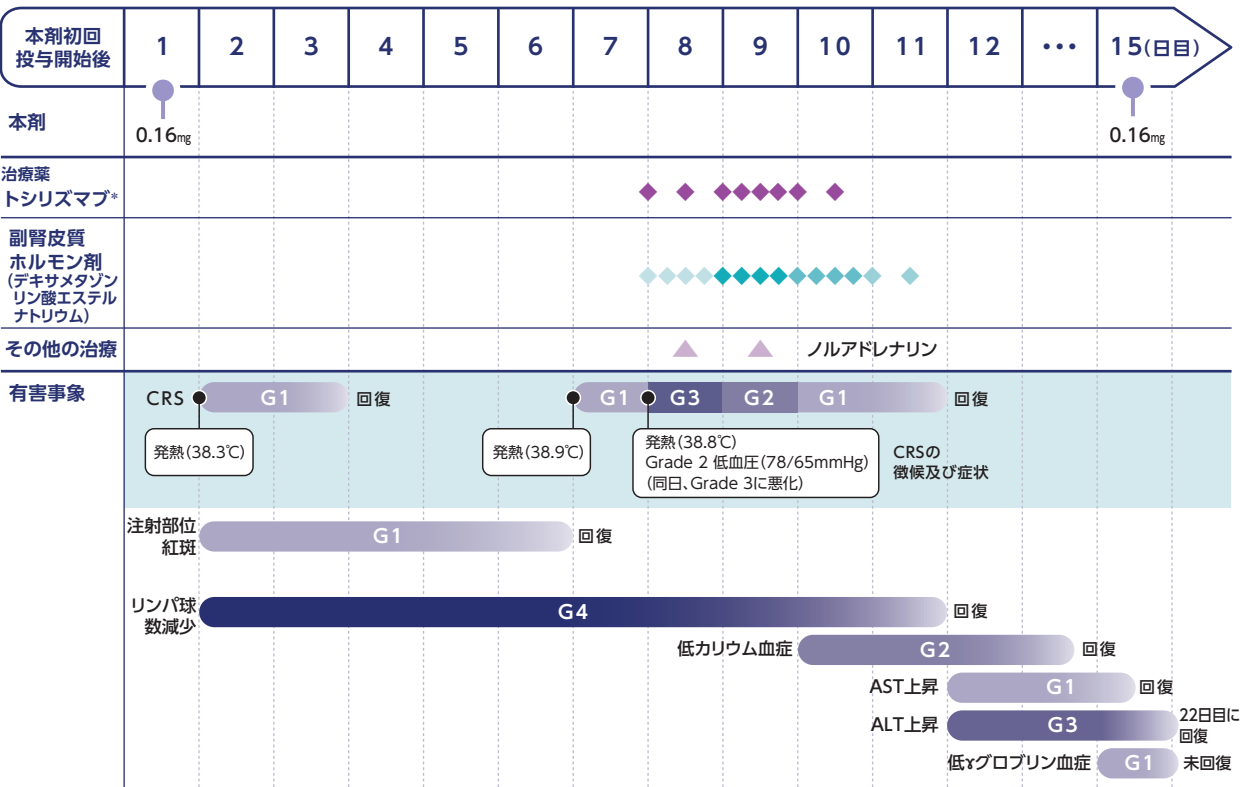 本剤初回
投与開始後
1 2 3 4 5 6 7 8 9 10 11 12 ••• 15(日目)
本剤
0.16mg
0.16mg
治療薬
トシリズマブ*
副腎皮質
ホルモン剤
(デキサメタゾン
リン酸エステル
ナトリウム)
その他の治療
ノルアドレナリン
有害事象
CRS
G1
回復
G1
G3
G2
G1
回復
発熱(38.3℃)
発熱(38.9℃)
発熱(38.8℃)
Grade 2 低血圧(78/65mmHg)
(同日、Grade 3に悪化)
CRSの
徴候及び症状
注射部位
紅斑
G1
回復
リンパ球
数減少
G4
回復
低カリウム血症
G2
回復
AST上昇
G1
回復
ALT上昇
G3
22日目に
回復
低γグロブリン血症
G1
未回復